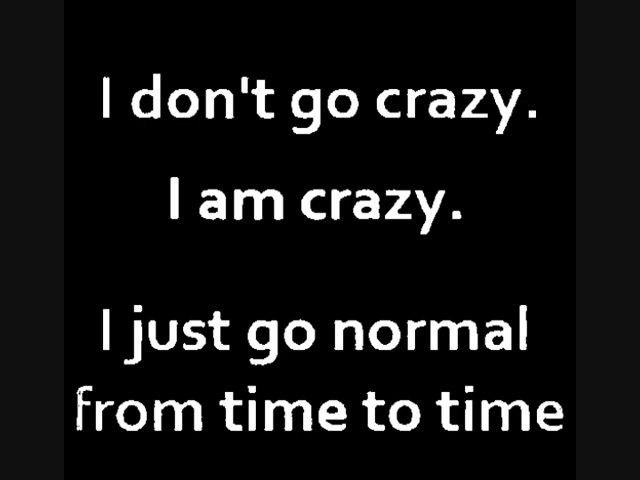 I don't go crazy.
I am crazy.
I just go normal
from time to time